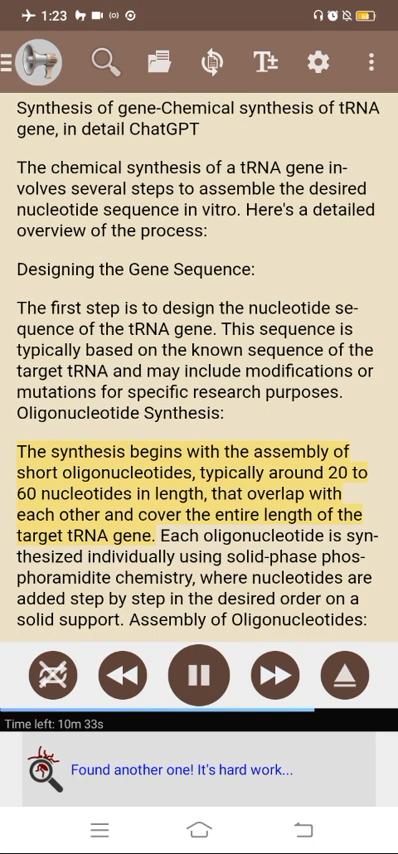 1:23
T±
Synthesis of gene-Chemical synthesis of tRNA
gene, in detail ChatGPT
The chemical synthesis of a tRNA gene in-
volves several steps to assemble the desired
nucleotide sequence in vitro. Here's a detailed
overview of the process:
Designing the Gene Sequence:
The first step is to design the nucleotide se-
quence of the tRNA gene. This sequence is
typically based on the known sequence of the
target tRNA and may include modifications or
mutations for specific research purposes.
Oligonucleotide Synthesis:
The synthesis begins with the assembly of
short oligonucleotides, typically around 20 to
60 nucleotides in length, that overlap with
each other and cover the entire length of the
target tRNA gene. Each oligonucleotide is syn-
thesized individually using solid-phase phos-
phoramidite chemistry, where nucleotides are
added step by step in the desired order on a
solid support. Assembly of Oligonucleotides:
Time left: 10m 33s
Found another one! It's hard work...